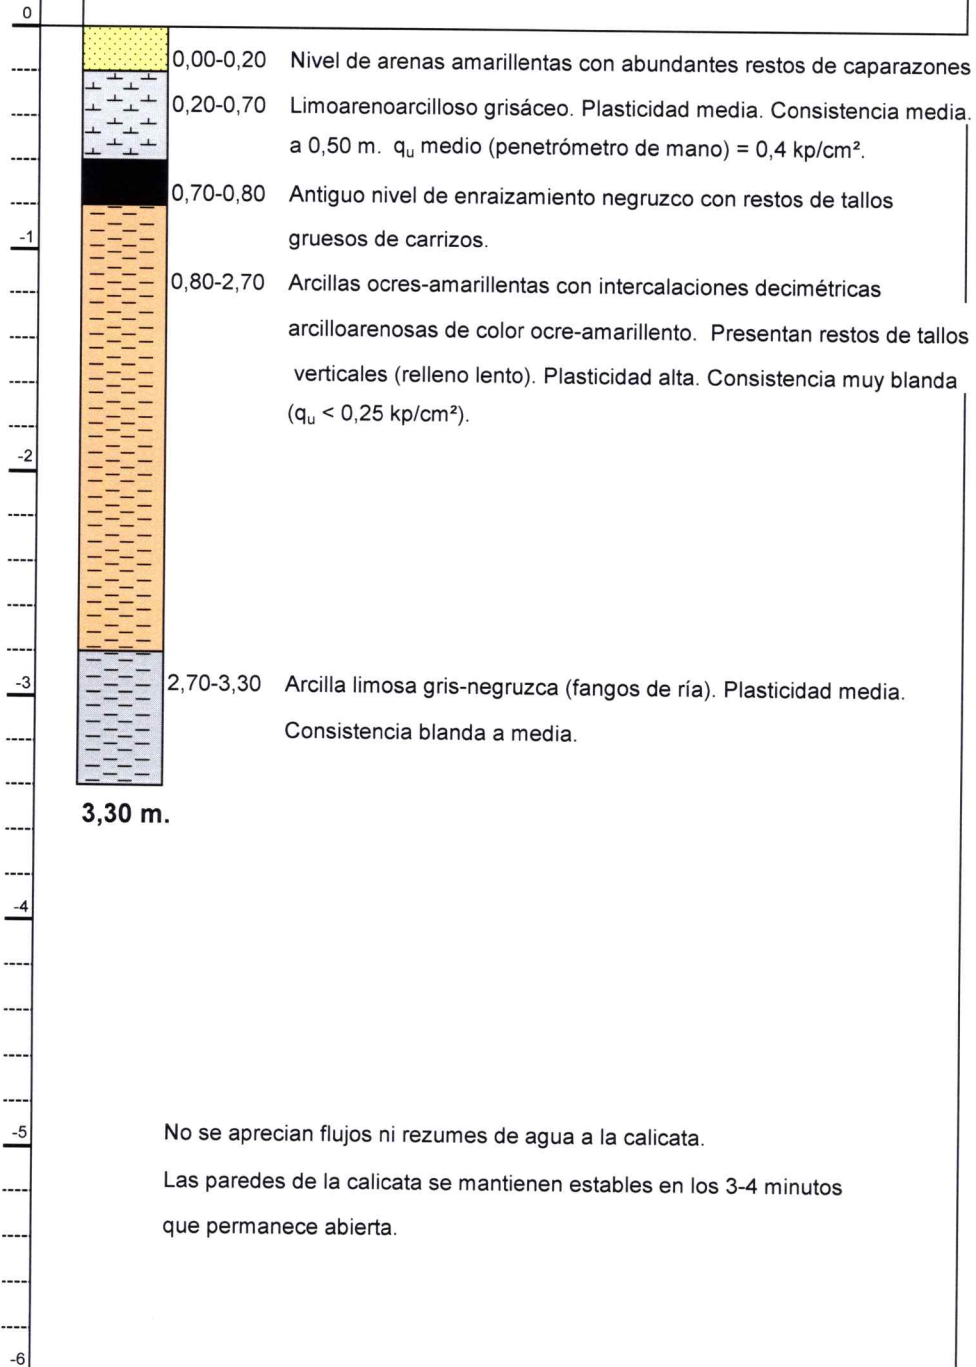 0
0,00-0,20 Nivel de arenas amarillentas con abundantes restos de caparazones
0,20-0,70 Limoarenoarcilloso grisáceo. Plasticidad media. Consistencia media.
a 0,50 m. qu medio (penetrómetro de mano) = 0,4 kp/cm².
0,70-0,80 Antiguo nivel de enraizamiento negruzco con restos de tallos
-1
gruesos de carrizos.
0,80-2,70 Arcillas ocres-amarillentas con intercalaciones decimétricas
arcilloarenosas de color ocre-amarillento. Presentan restos de tallos
verticales (relleno lento). Plasticidad alta. Consistencia muy blanda
(qu < 0,25 kp/cm²).
-2
-3
2,70-3,30 Arcilla limosa gris-negruzca (fangos de ría). Plasticidad media.
Consistencia blanda a media.
3,30 m.
-4
-5
No se aprecian flujos ni rezumes de agua a la calicata.
Las paredes de la calicata se mantienen estables en los 3-4 minutos
que permanece abierta.
-6